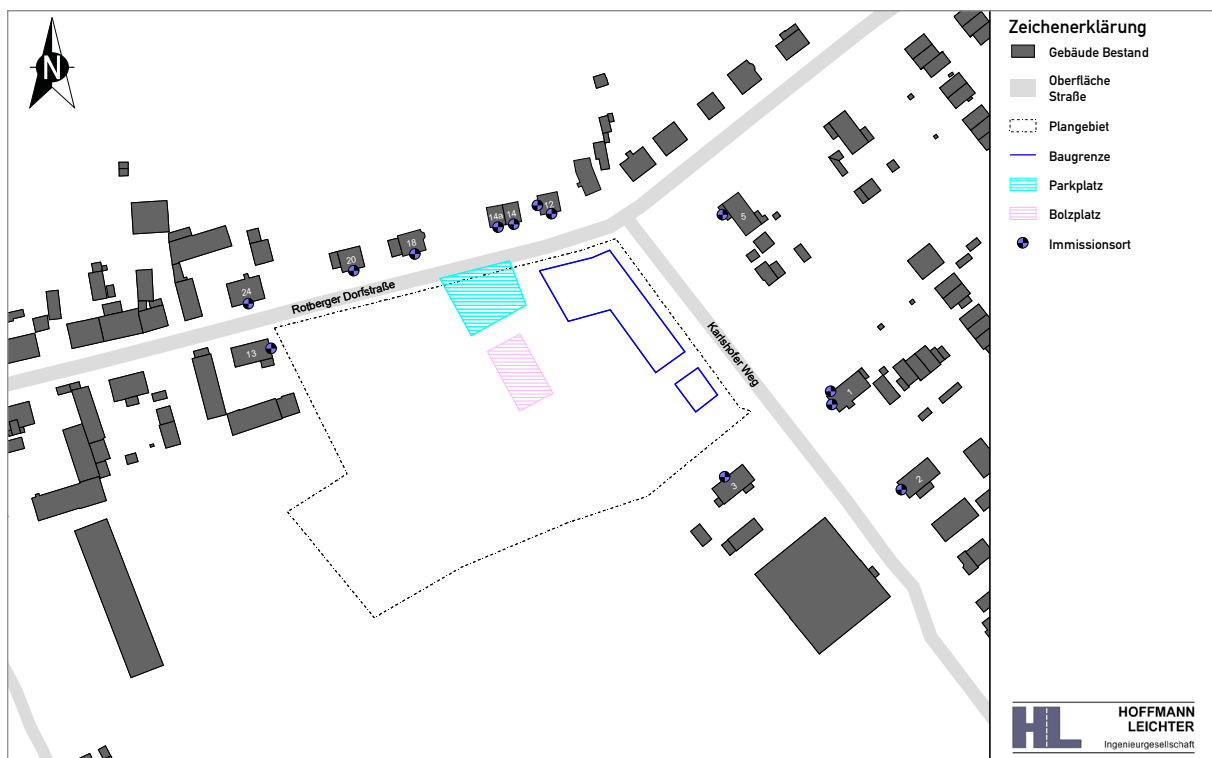 N
Zeichenerklärung
Gebäude Bestand
Oberfläche
Straße
Plangebiet
Baugrenze
Parkplatz
Bolzplatz
Immissionsort
12
14a
14
5
18
20
24
Rotberger Dorfstraße
13
Karlshofer Weg
1
2
3
HL
HOFFMANN
LEICHTER
Ingenieurgesellschaft